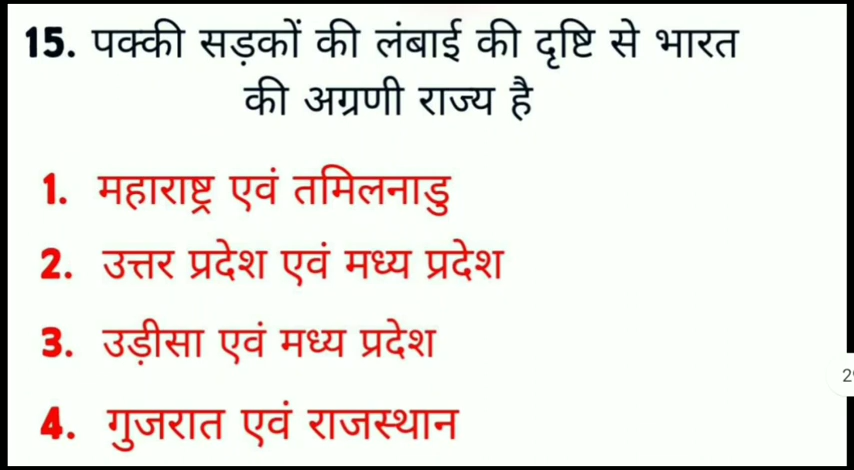 15. पक्की सड़कों की लंबाई की दृष्टि से भारत
की अग्रणी राज्य है
1. महाराष्ट्र एवं तमिलनाडु
2. उत्तर प्रदेश एवं मध्य प्रदेश
3. उड़ीसा एवं मध्य प्रदेश
4. गुजरात एवं राजस्थान